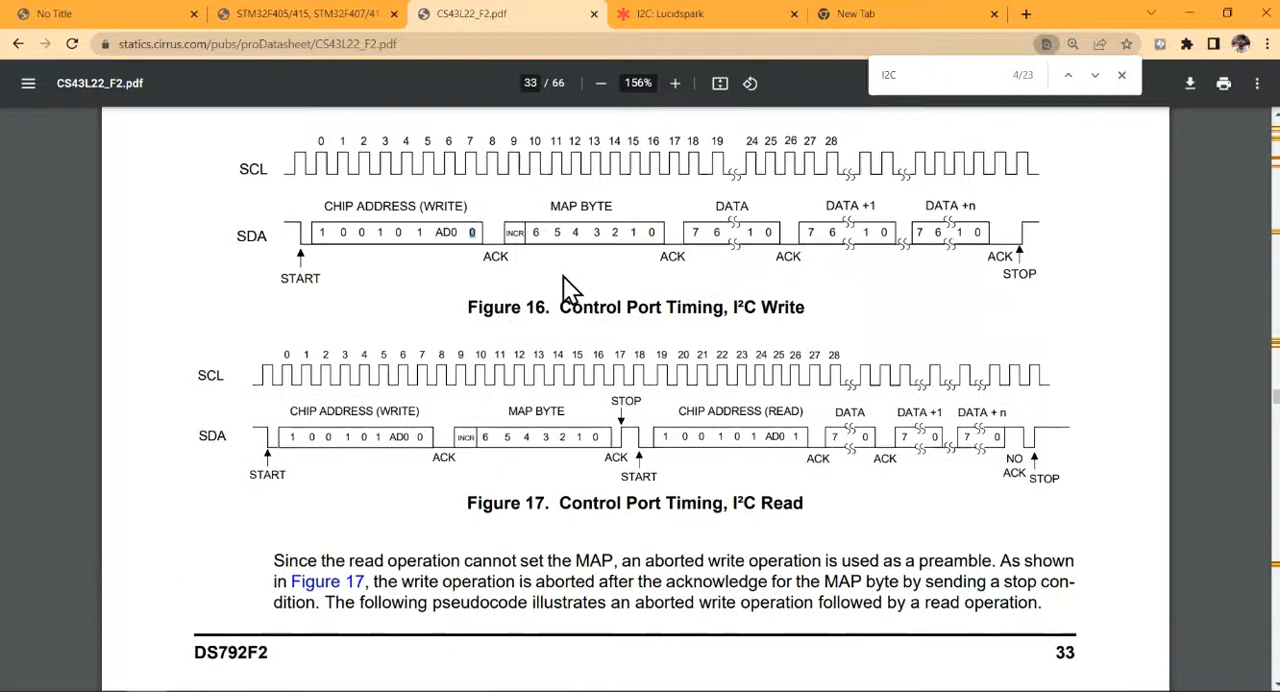 No Title
STM32F405/415, STM32F407/41
CS43L22_F2.pdf
I2C: Lucidspark
New Tab
statics.cirrus.com/pubs/proDatasheet/CS43L22_F2.pdf
I2C 4/23
CS43L22_F2.pdf
33 / 66
156%
0 1 2 3 4 5 6 7 8 9 10 11 12 13 14 15 16 17 18 19 24 25 26 27 28
SCL
CHIP ADDRESS (WRITE) MAP BYTE DATA DATA +1 DATA +n
SDA 1 0 0 1 0 1 AD0 0 INCR 6 5 4 3 2 1 0 7 6 1 0 7 6 1 0 7 6 1 0
ACK ACK ACK ACK
START STOP
Figure 16. Control Port Timing, I²C Write
0 1 2 3 4 5 6 7 8 9 10 11 12 13 14 15 16 17 18 19 20 21 22 23 24 25 26 27 28
SCL
STOP
CHIP ADDRESS (WRITE) MAP BYTE CHIP ADDRESS (READ) DATA DATA +1 DATA + n
SDA 1 0 0 1 0 1 AD0 0 INCR 6 5 4 3 2 1 0 1 0 0 1 0 1 AD0 1 7 0 7 0 7 0
ACK ACK ACK ACK NO
START START ACK STOP
Figure 17. Control Port Timing, I²C Read
Since the read operation cannot set the MAP, an aborted write operation is used as a preamble. As shown
in Figure 17, the write operation is aborted after the acknowledge for the MAP byte by sending a stop con-
dition. The following pseudocode illustrates an aborted write operation followed by a read operation.
DS792F2 33